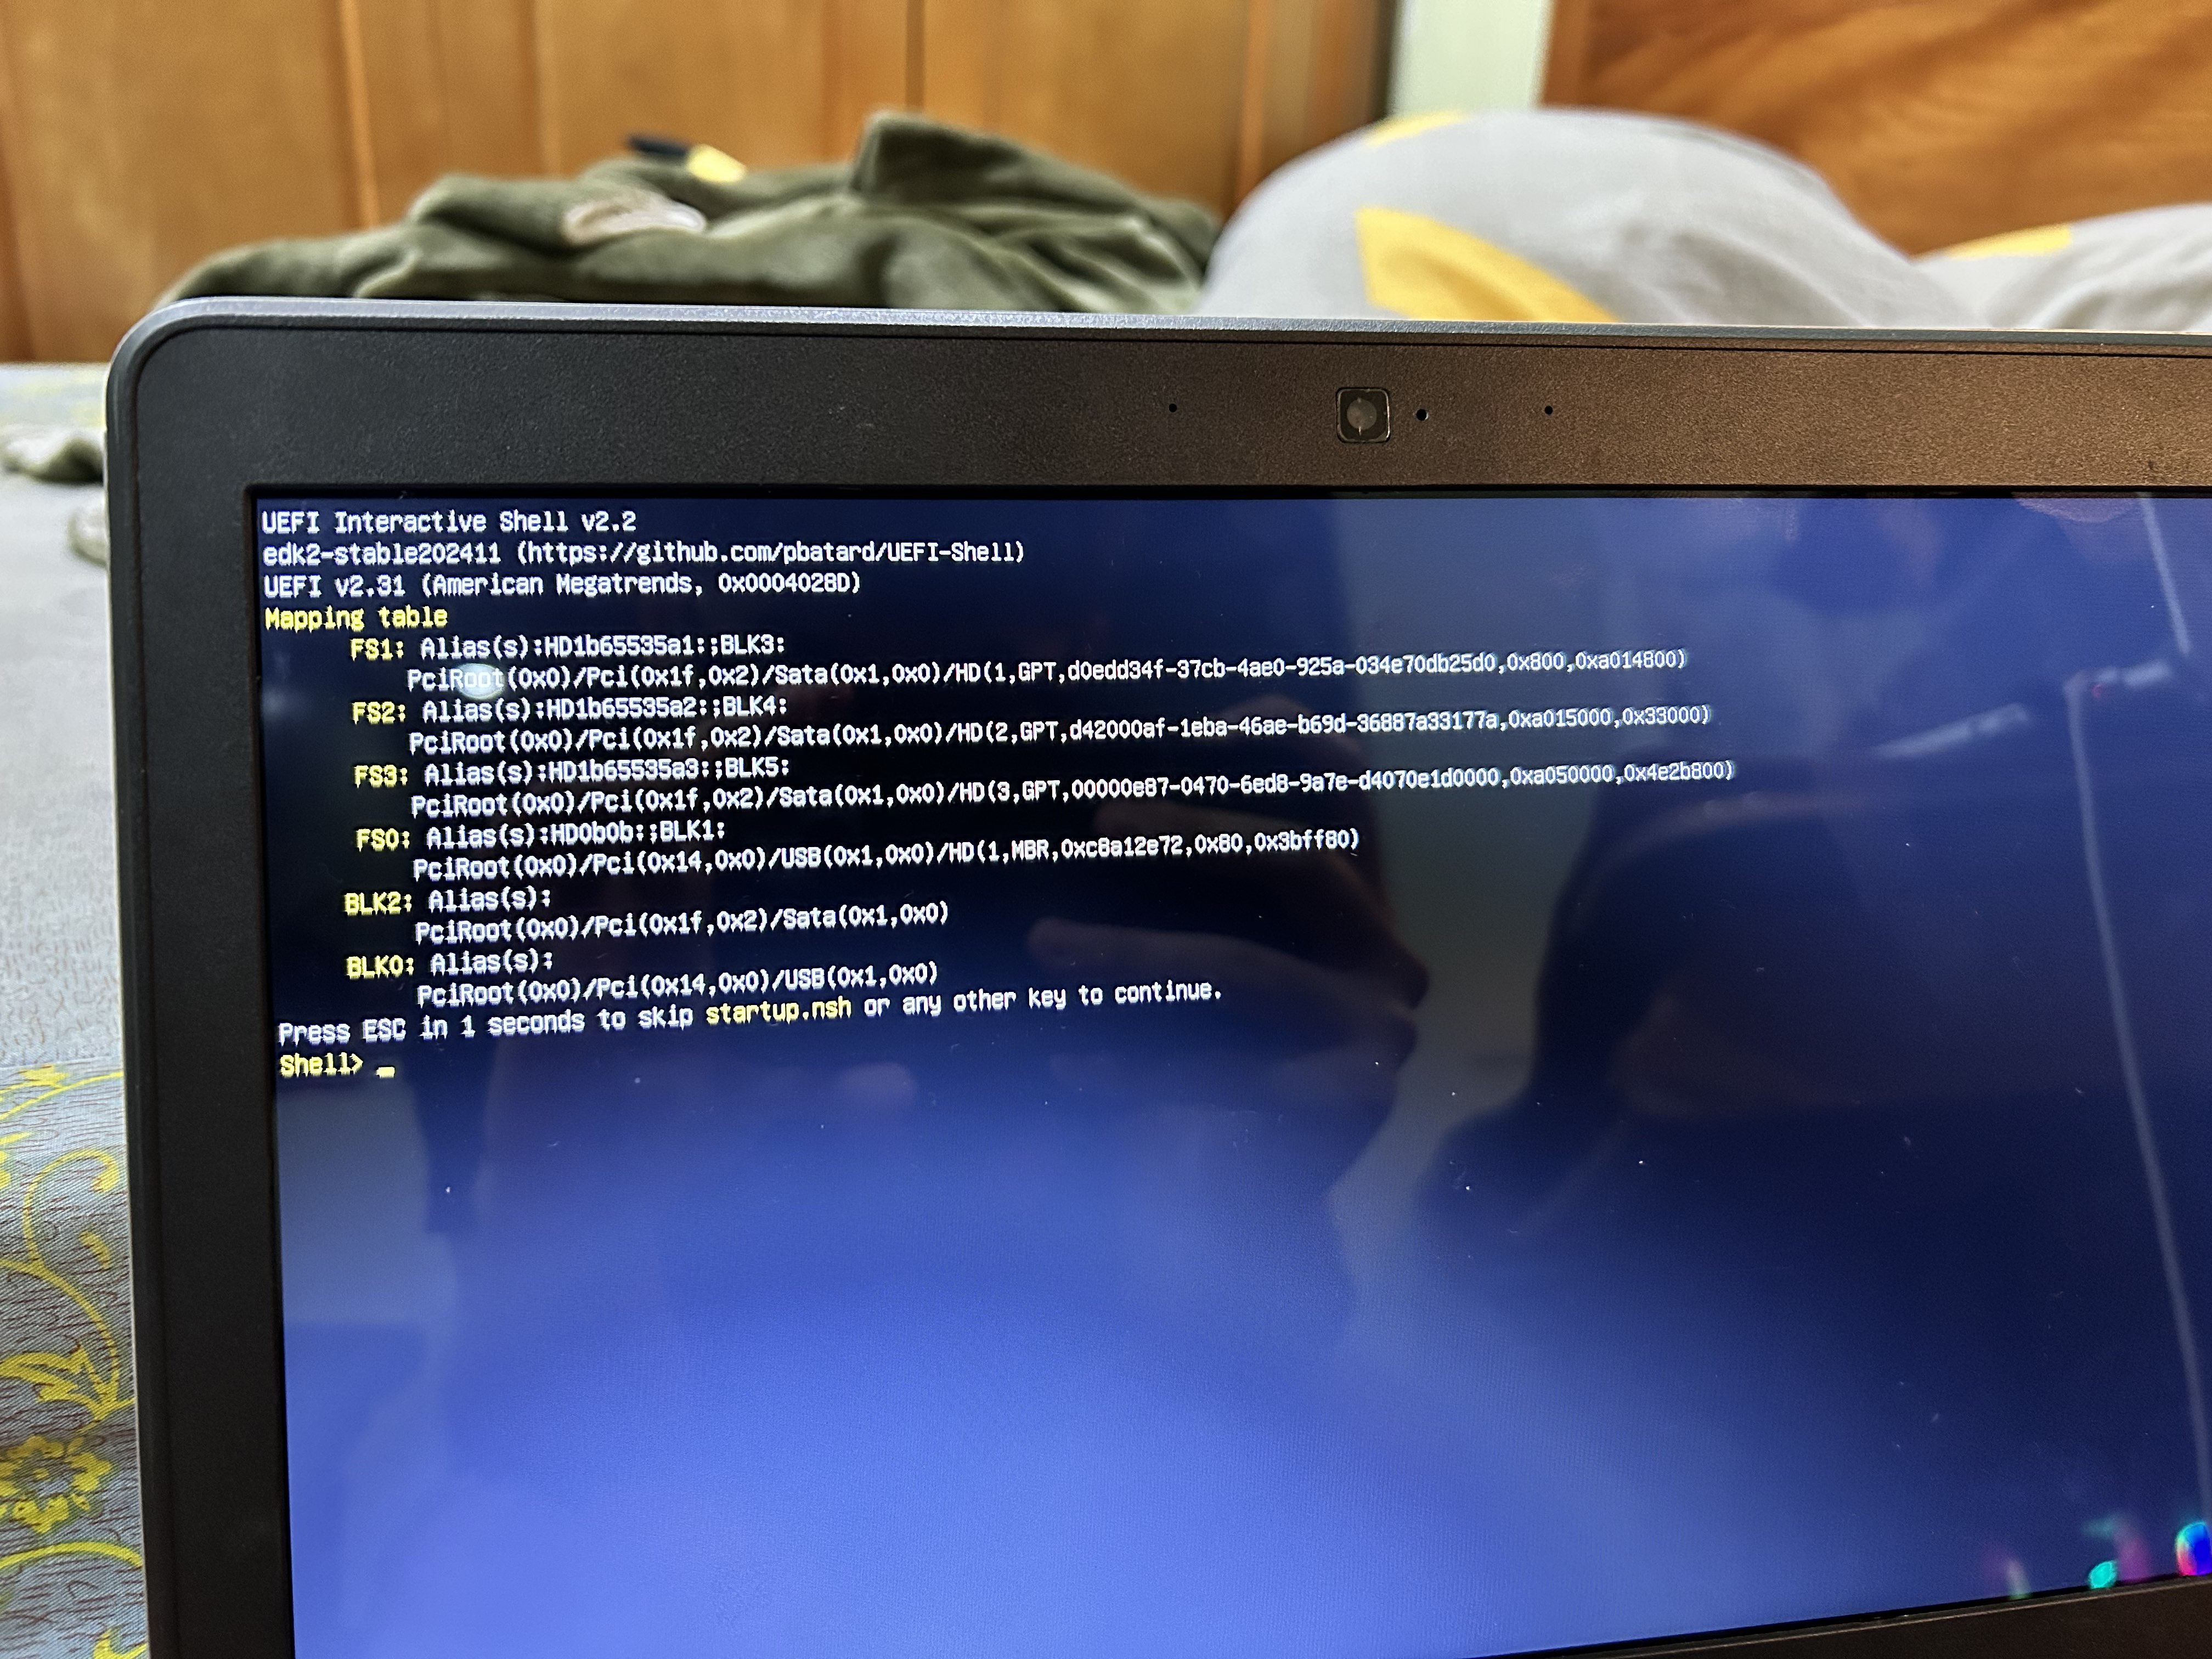 UEFI Interactive Shell v2.2
edk2-stable202411 (https://github.com/pbatard/UEFI-Shell)
UEFI v2.31 (American Megatrends, 0x0004028D)
Mapping table
FS1: Alias(s):HD1b65535a1:;BLK3:
PciRoot(0x0)/Pci(0x1f,0x2)/Sata(0x1,0x0)/HD(1,GPT,d0edd34f-37cb-4ae0-925a-034e70db25d0,0x800,0xa014800)
FS2: Alias(s):HD1b65535a2:;BLK4:
PciRoot(0x0)/Pci(0x1f,0x2)/Sata(0x1,0x0)/HD(2,GPT,d42000af-1eba-46ae-b69d-36887a33177a,0xa015000,0x33000)
FS3: Alias(s):HD1b65535a3:;BLK5:
PciRoot(0x0)/Pci(0x1f,0x2)/Sata(0x1,0x0)/HD(3,GPT,00000e87-0470-6ed8-9a7e-d4070e1d0000,0xa050000,0x4e2b800)
FS0: Alias(s):HD0b0b:;BLK1:
PciRoot(0x0)/Pci(0x14,0x0)/USB(0x1,0x0)/HD(1,MBR,0xc8a12e72,0x80,0x3bff80)
BLK2: Alias(s):
PciRoot(0x0)/Pci(0x1f,0x2)/Sata(0x1,0x0)
BLK0: Alias(s):
PciRoot(0x0)/Pci(0x14,0x0)/USB(0x1,0x0)
Press ESC in 1 seconds to skip startup.nsh or any other key to continue.
Shell> _